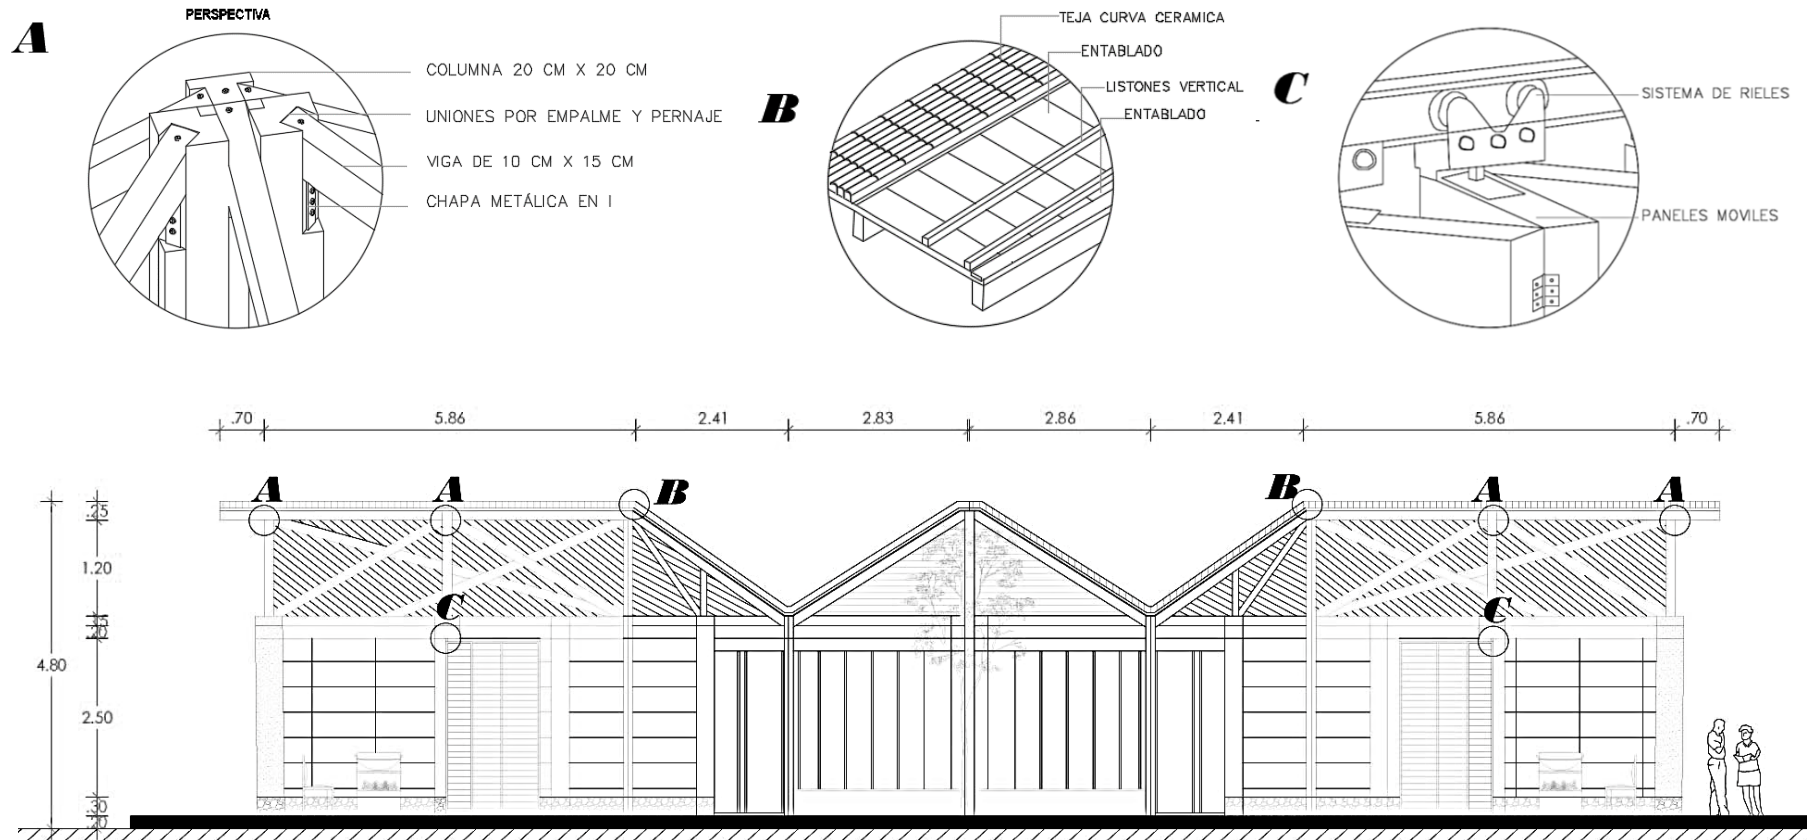 PERSPECTIVA
A
COLUMNA 20 CM X 20 CM
UNIONES POR EMPALME Y PERNAJE
VIGA DE 10 CM X 15 CM
CHAPA METÁLICA EN I
B
TEJA CURVA CERAMICA
ENTABLADO
LISTONES VERTICAL
ENTABLADO
C
SISTEMA DE RIELES
PANELES MOVILES
.70 5.86 2.41 2.83 2.86 2.41 5.86 .70
A A B B A A
.25
1.20
C C
.20
4.80
2.50
.30
.20